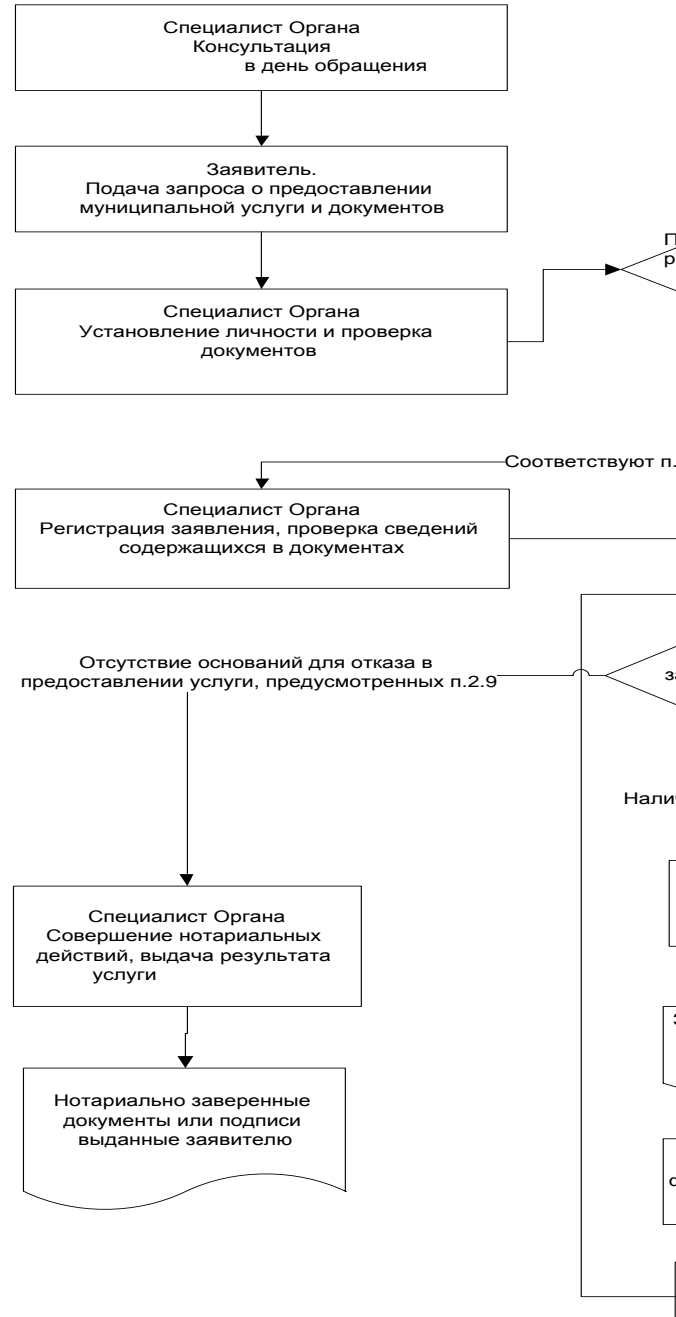 Специалист Органа
Консультация
в день обращения
Заявитель.
Подача запроса о предоставлении
муниципальной услуги и документов
Специалист Органа
Установление личности и проверка
документов
Соответствуют п.
Специалист Органа
Регистрация заявления, проверка сведений
содержащихся в документах
Отсутствие оснований для отказа в
предоставлении услуги, предусмотренных п.2.9
Специалист Органа
Совершение нотариальных
действий, выдача результата
услуги
Нотариально заверенные
документы или подписи
выданные заявителю